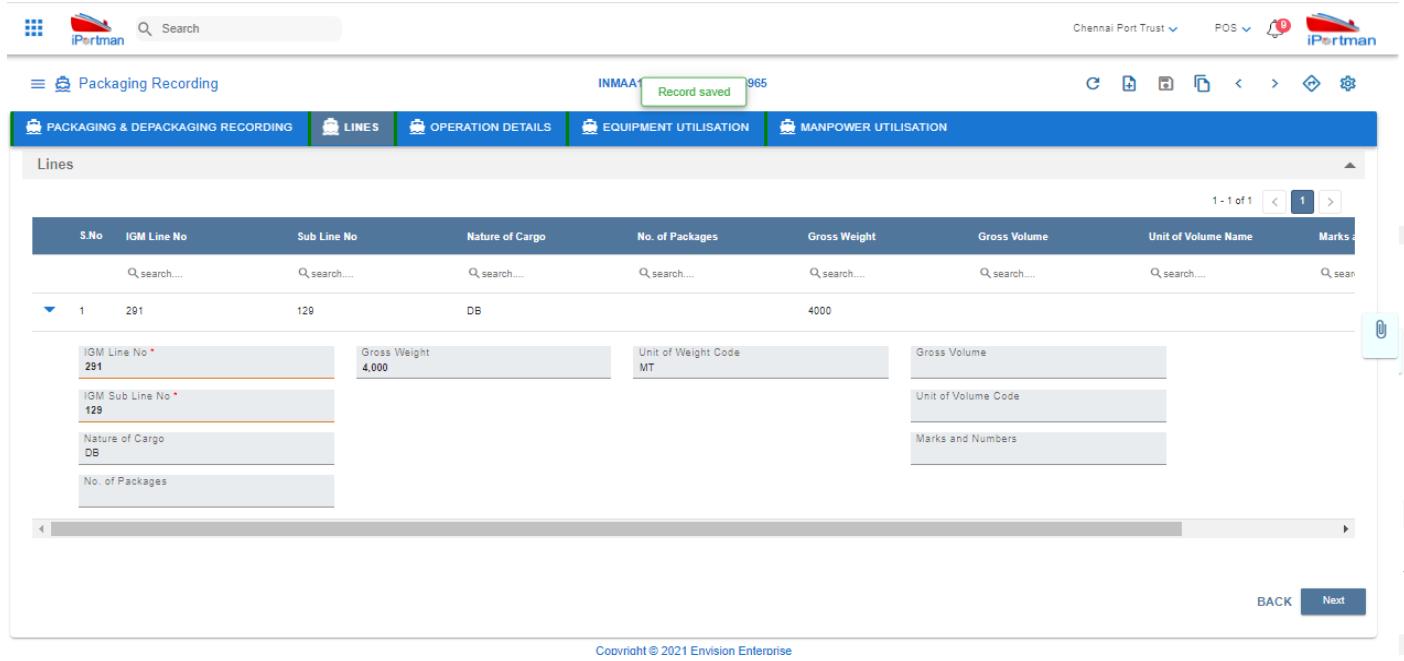 iPortman
Search
Chennai Port Trust
POS
9
iPortman
Packaging Recording
INMAA1
965
Record saved
PACKAGING & DEPACKAGING RECORDING
LINES
OPERATION DETAILS
EQUIPMENT UTILISATION
MANPOWER UTILISATION
Lines
1 - 1 of 1 < 1 >
S.No IGM Line No Sub Line No Nature of Cargo No. of Packages Gross Weight Gross Volume Unit of Volume Name Marks
search.... search.... search.... search.... search.... search.... search.... sear
1 291 129 DB 4000
IGM Line No * Gross Weight Unit of Weight Code Gross Volume
291 4,000 MT
IGM Sub Line No * Unit of Volume Code
129
Nature of Cargo Marks and Numbers
DB
No. of Packages
BACK Next
Copyright © 2021 Envision Enterprise